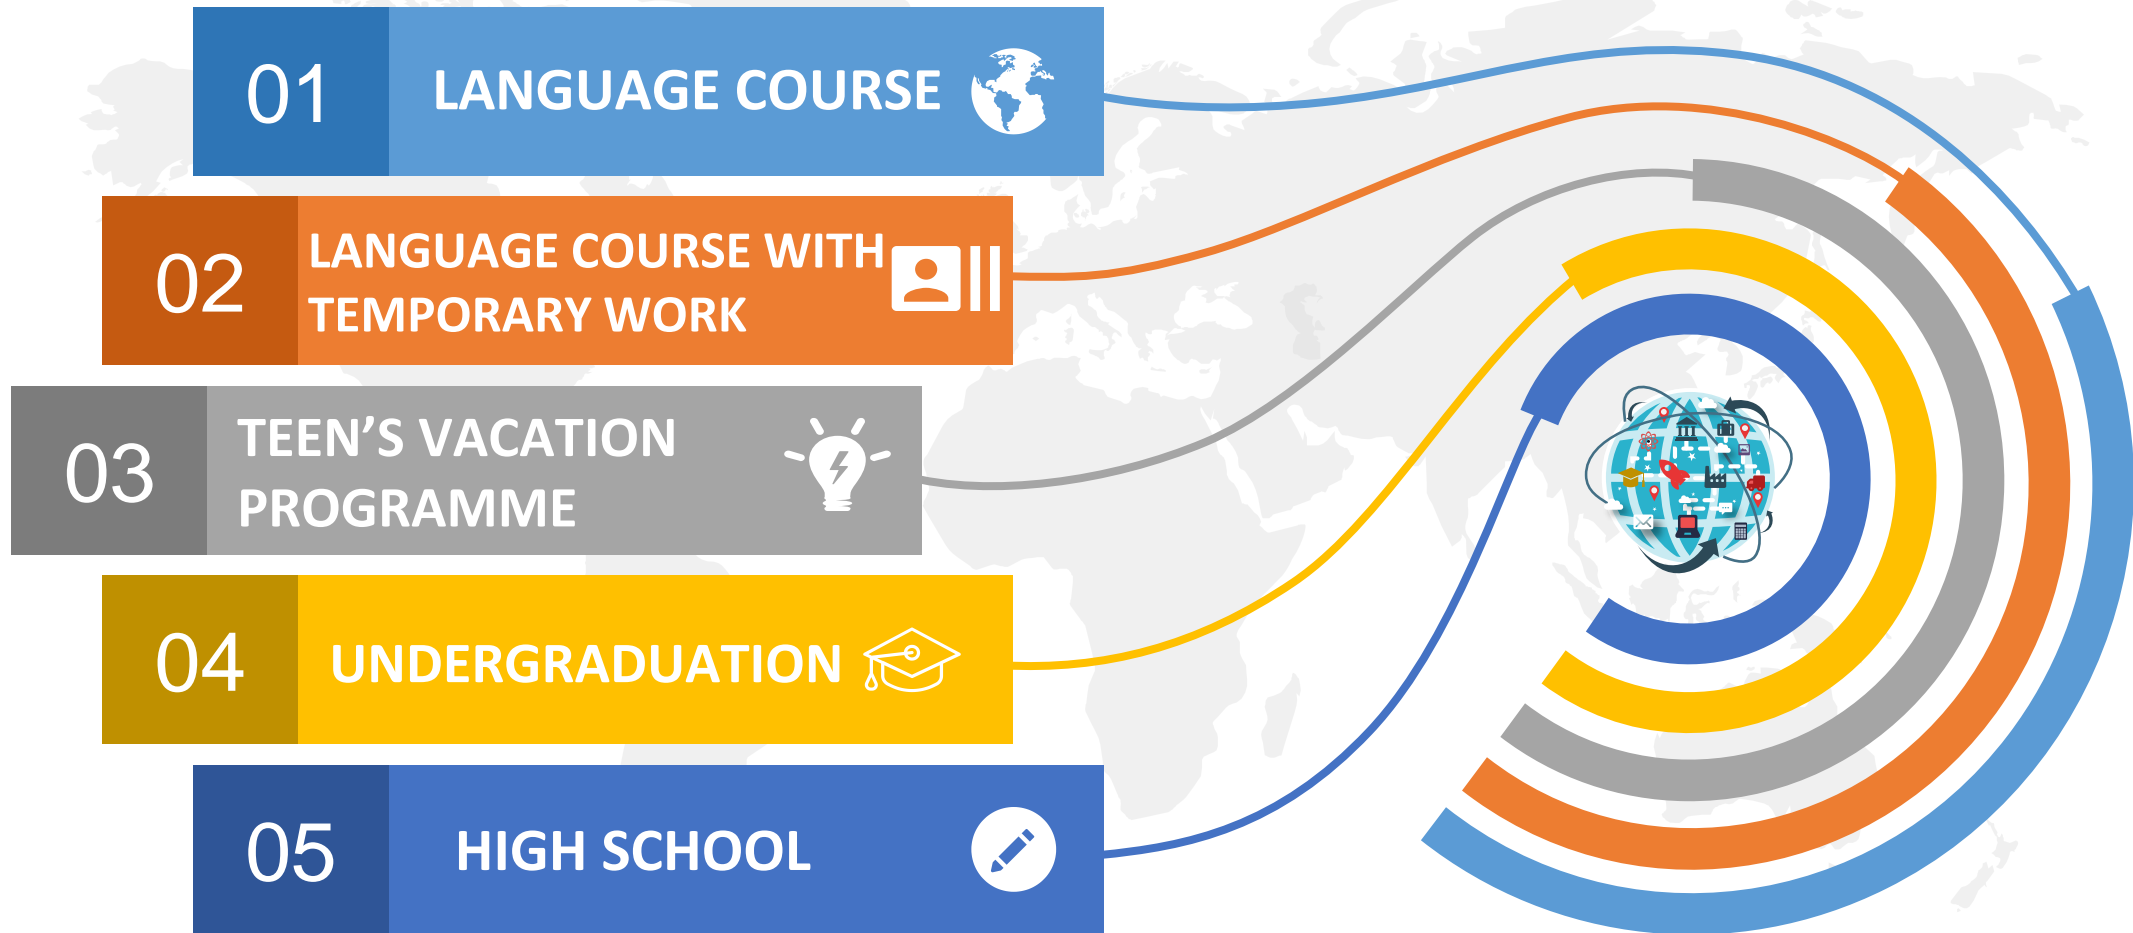 01
LANGUAGE COURSE
02
LANGUAGE COURSE WITH
TEMPORARY WORK
03
TEEN’S VACATION
PROGRAMME
04
UNDERGRADUATION
05
HIGH SCHOOL